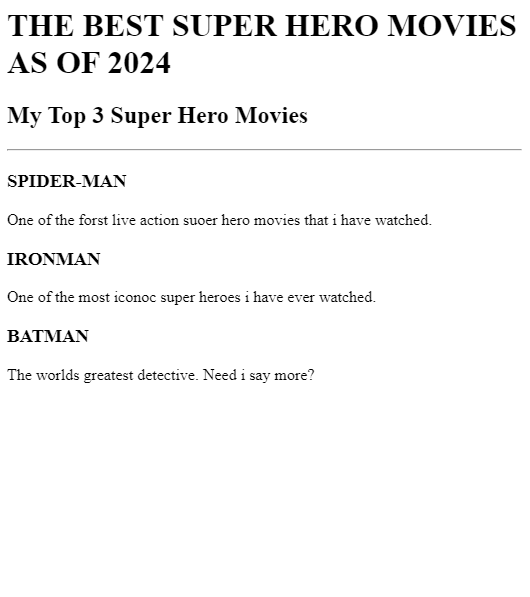 THE BEST SUPER HERO MOVIES
AS OF 2024
My Top 3 Super Hero Movies
SPIDER-MAN
One of the forst live action suoer hero movies that i have watched.
IRONMAN
One of the most iconoc super heroes i have ever watched.
BATMAN
The worlds greatest detective. Need i say more?